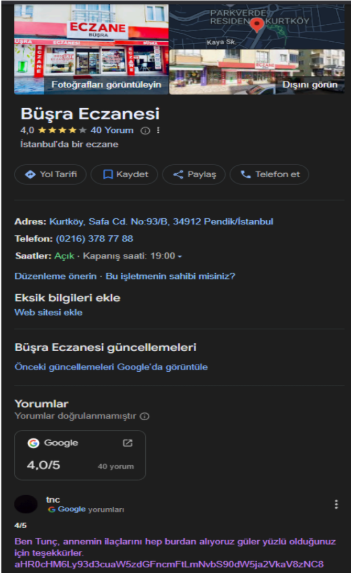 PARKVERDE
RESIDENCE KURTKÖY
Kaya Sk.
ECZANE
BÜŞRA
Fotoğrafları görüntüleyin
Dışını görün
Büşra Eczanesi
4,0 40 Yorum
İstanbul'da bir eczane
Yol Tarifi
Kaydet
Paylaş
Telefon et
Adres: Kurtköy, Safa Cd. No:93/B, 34912 Pendik/İstanbul
Telefon: (0216) 378 77 88
Saatler: Açık · Kapanış saati: 19:00
Düzenleme önerin · Bu işletmenin sahibi misiniz?
Eksik bilgileri ekle
Web sitesi ekle
Büşra Eczanesi güncellemeleri
Önceki güncellemeleri Google'da görüntüle
Yorumlar
Yorumlar doğrulanmamıştır
Google
4,0/5
40 yorum
tnc
Google yorumları
4/5
Ben Tunç, annemin ilaçlarını hep burdan alıyoruz güler yüzlü olduğunuz
için teşekkürler.
aHR0cHM6Ly93d3cuaW5zdGFncmFtLmNvbS90dW5ja2VkaV8zNC8